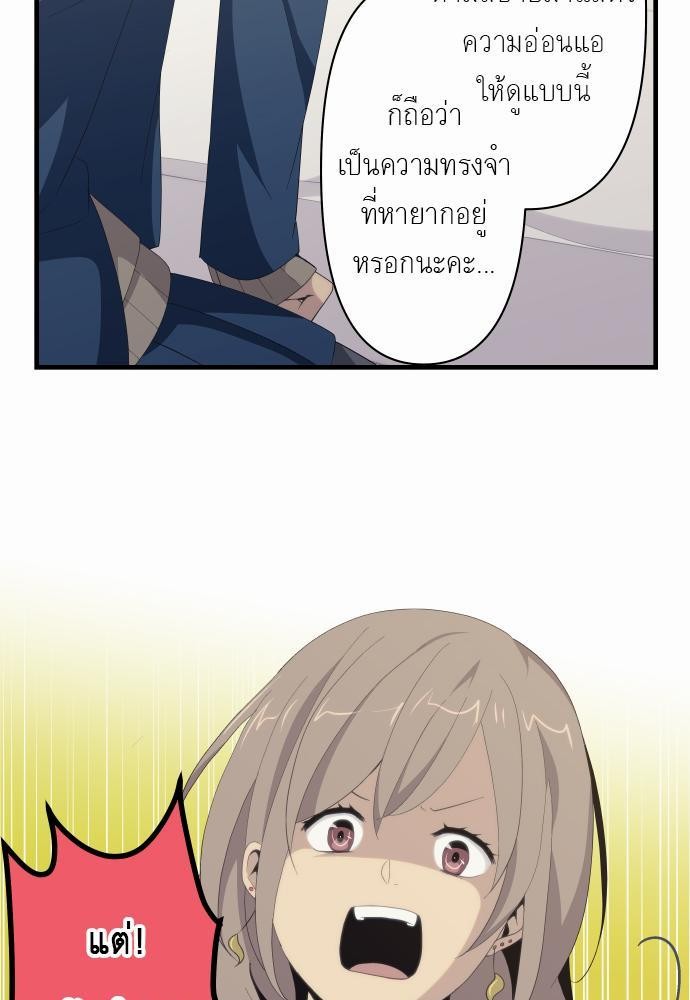 ความอ่อนแอ
ให้ดูแบบนี้
ก็ถือว่า
เป็นความทรงจำ
ที่หายากอยู่
หรอกนะคะ...
แต่!